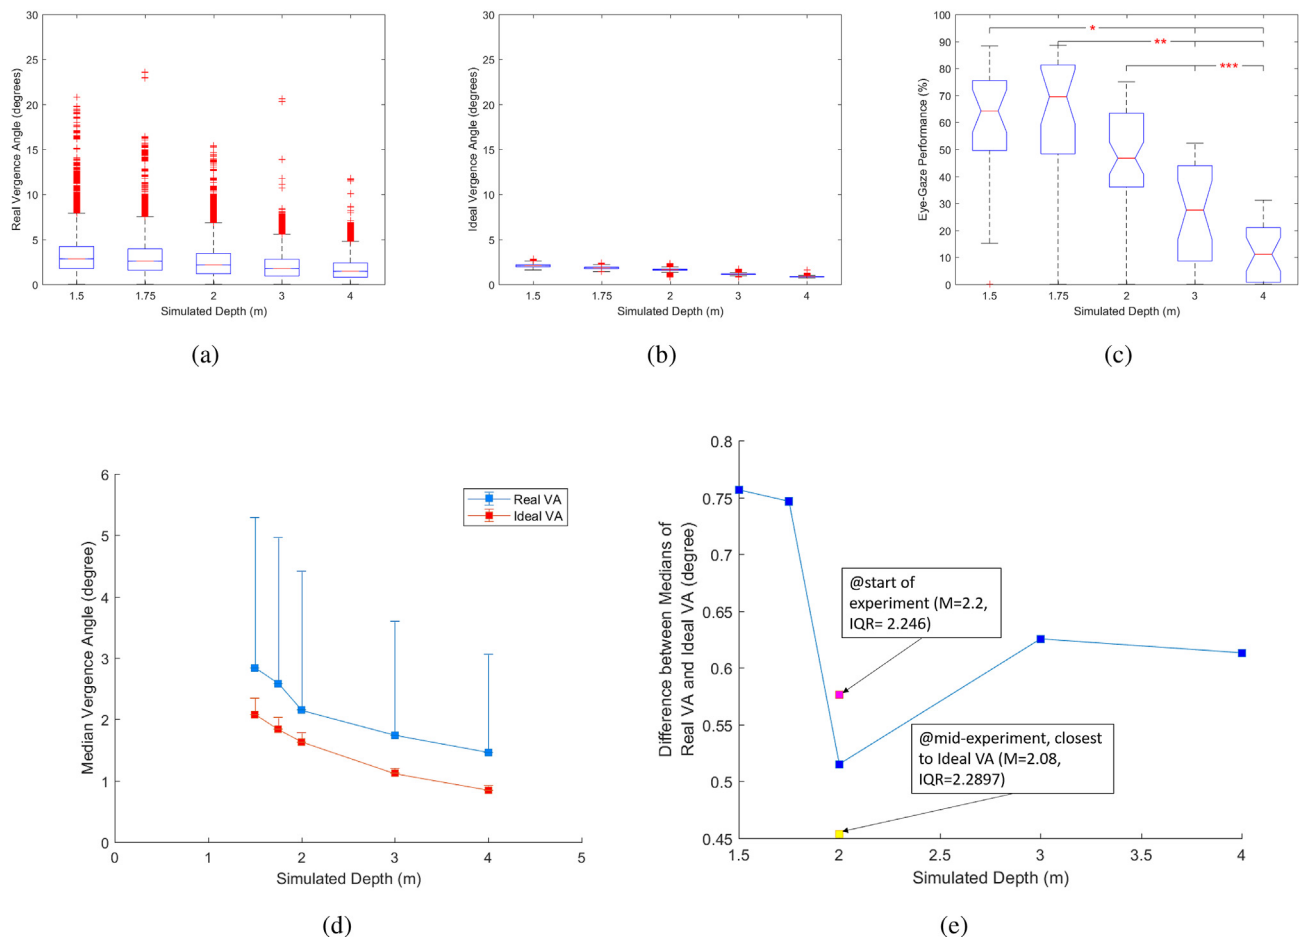 30
25
20
15
10
5
0
Real Vergence Angle (degrees)
1.5 1.75 2 3 4
Simulated Depth (m)
(a)
30
25
20
15
10
5
0
Ideal Vergence Angle (degrees)
1.5 1.75 2 3 4
Simulated Depth (m)
(b)
100
90
80
70
60
50
40
30
20
10
0
Eye-Gaze Performance (%)
*
**
***
1.5 1.75 2 3 4
Simulated Depth (m)
(c)
6
5
4
3
2
1
0
Median Vergence Angle (degree)
Real VA
Ideal VA
0 1 2 3 4 5
Simulated Depth (m)
(d)
0.8
0.75
0.7
0.65
0.6
0.55
0.5
0.45
Difference between Medians of
Real VA and Ideal VA (degree)
@start of
experiment (M=2.2,
IQR= 2.246)
@mid-experiment, closest
to Ideal VA (M=2.08,
IQR=2.2897)
1.5 2 2.5 3 3.5 4
Simulated Depth (m)
(e)